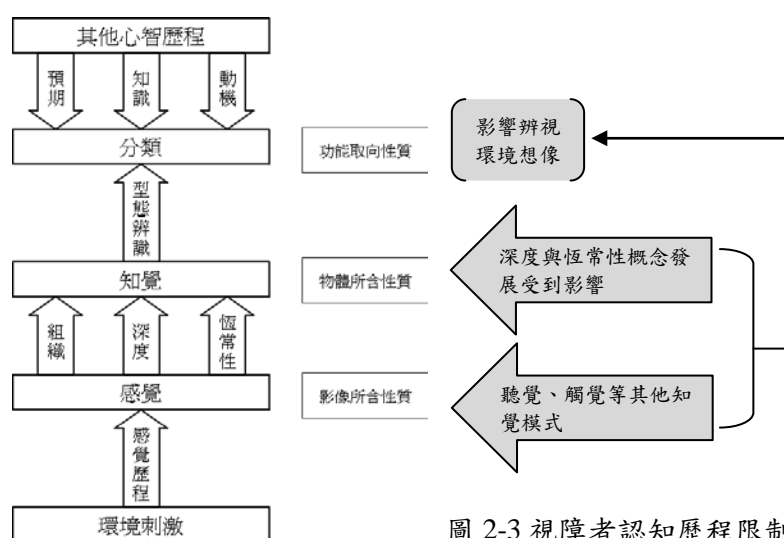 其他心智歷程
預期
知識
動機
分類
功能取向性質
影響辨視
環境想像
型態辨識
知覺
物體所含性質
深度與恆常性概念發
展受到影響
組織
深度
恆常性
感覺
影像所含性質
聽覺、觸覺等其他知
覺模式
感覺歷程
環境刺激
圖 2-3 視障者認知歷程限制